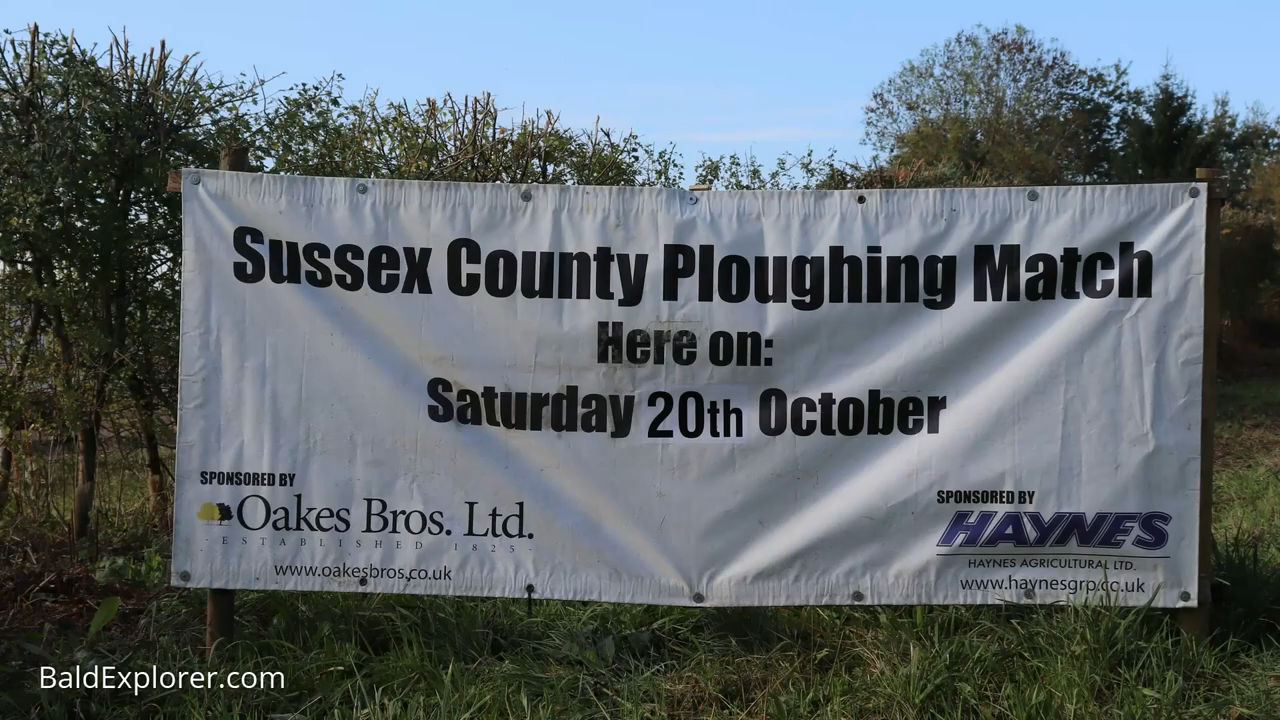 Sussex County Ploughing Match
Here on:
Saturday 20th October
SPONSORED BY
Oakes Bros. Ltd.
- ESTABLISHED 1825 -
www.oakesbros.co.uk
SPONSORED BY
HAYNES
HAYNES AGRICULTURAL LTD.
www.haynesgrp.co.uk
BaldExplorer.com